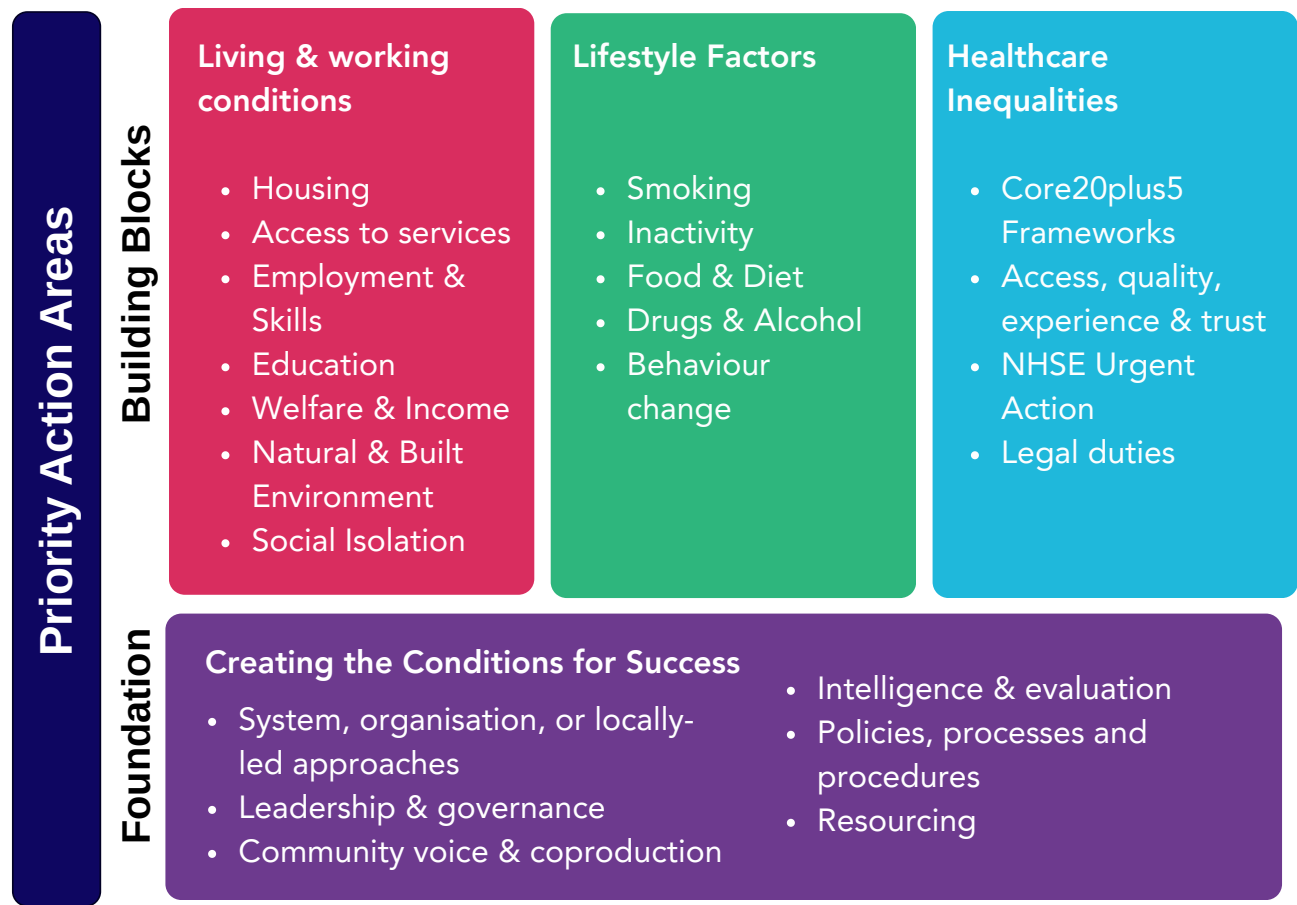 Priority Action Areas
Building Blocks
Living & working
conditions
• Housing
• Access to services
• Employment &
Skills
• Education
• Welfare & Income
• Natural & Built
Environment
• Social Isolation
Lifestyle Factors
• Smoking
• Inactivity
• Food & Diet
• Drugs & Alcohol
• Behaviour
change
Healthcare
Inequalities
• Core20plus5
Frameworks
• Access, quality,
experience & trust
• NHSE Urgent
Action
• Legal duties
Foundation
Creating the Conditions for Success
• System, organisation, or locally-
led approaches
• Leadership & governance
• Community voice & coproduction
• Intelligence & evaluation
• Policies, processes and
procedures
• Resourcing